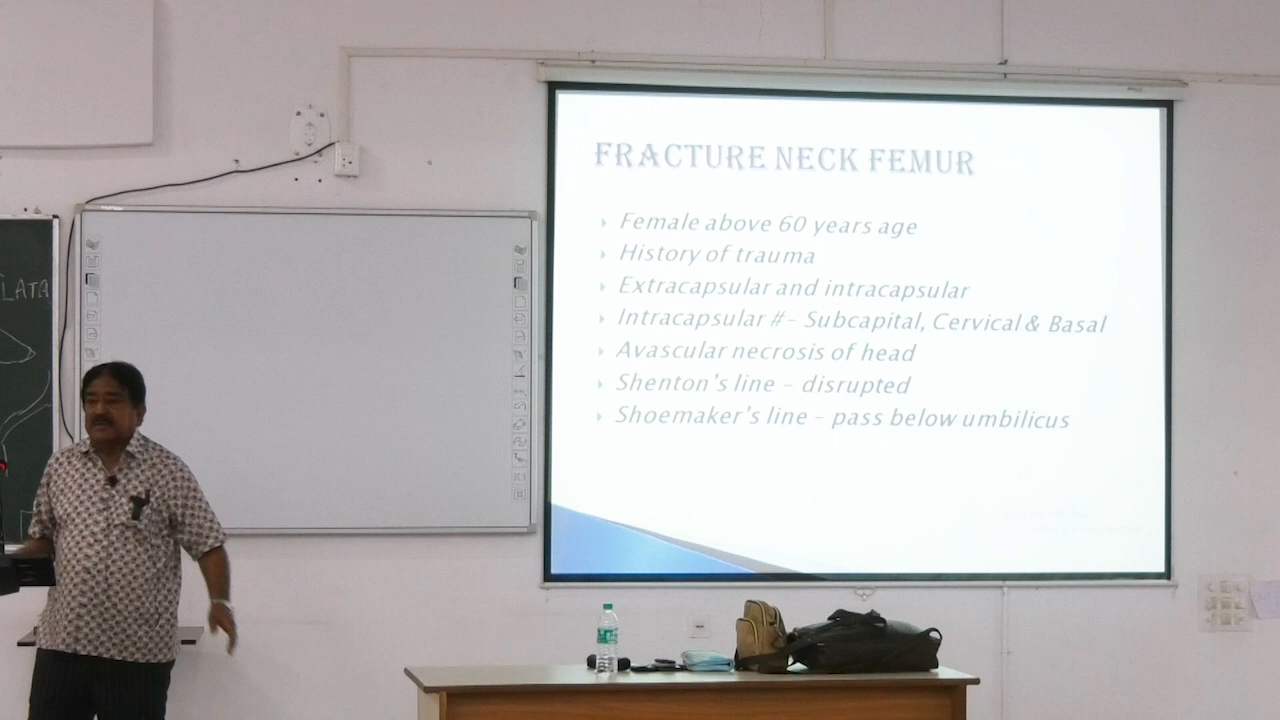 LATA
FRACTURE NECK FEMUR
Female above 60 years age
History of trauma
Extracapsular and intracapsular
Intracapsular # - Subcapital, Cervical & Basal
Avascular necrosis of head
Shenton's line - disrupted
Shoemaker's line - pass below umbilicus